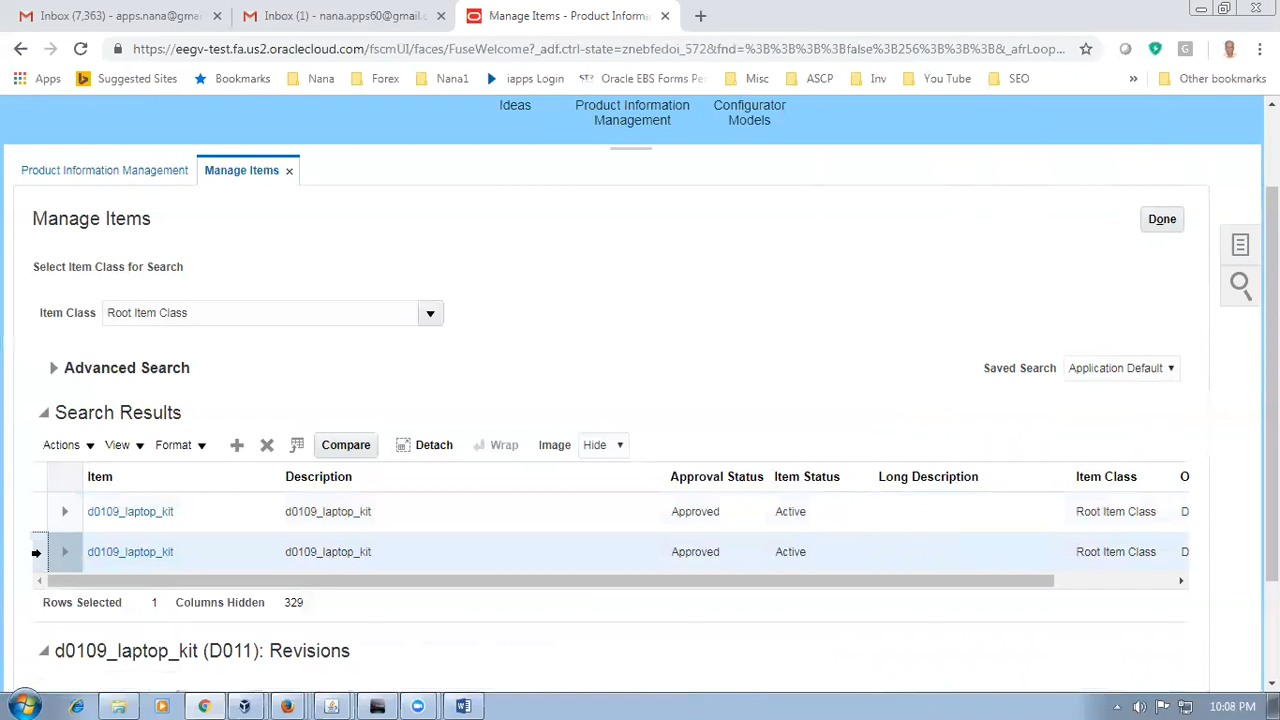 Inbox (7,363) - apps.nana@gmai
Inbox (1) - nana.apps60@gmail.c
Manage Items - Product Inform
https://eegv-test.fa.us2.oraclecloud.com/fscmUI/faces/FuseWelcome?_adf.ctrl-state=znebfedoi_572&fnd=%3B%3B%3B%3Bfalse%3B256%3B%3B%3B&_afrLoop...
Apps Suggested Sites Bookmarks Nana Forex Nana1 iapps Login Oracle EBS Forms Pe Misc ASCP Inv You Tube SEO » Other bookmarks
Ideas
Product Information Management
Configurator Models
Product Information Management
Manage Items
Manage Items
Done
Select Item Class for Search
Item Class Root Item Class
Advanced Search
Saved Search Application Default
Search Results
Actions View Format Compare Detach Wrap Image Hide
Item Description Approval Status Item Status Long Description Item Class O
d0109_laptop_kit d0109_laptop_kit Approved Active Root Item Class D
d0109_laptop_kit d0109_laptop_kit Approved Active Root Item Class D
Rows Selected 1 Columns Hidden 329
d0109_laptop_kit (D011): Revisions
10:08 PM